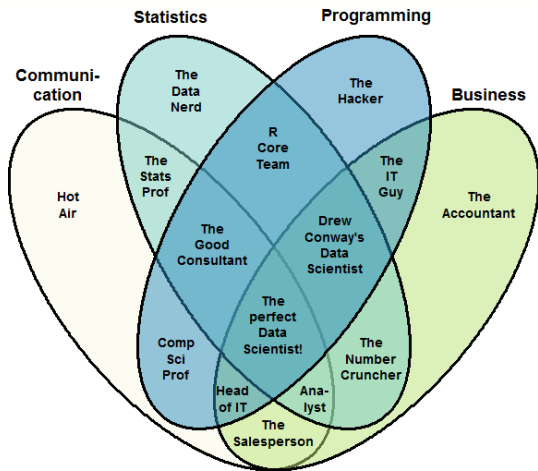 Statistics
Programming
Communi-
cation
Business
The
Data
Nerd
The
Hacker
R
Core
Team
The
Stats
Prof
The
IT
Guy
Hot
Air
The
Accountant
The
Good
Consultant
Drew
Conway's
Data
Scientist
The
perfect
Data
Scientist!
Comp
Sci
Prof
The
Number
Cruncher
Head
of IT
Ana-
lyst
The
Salesperson